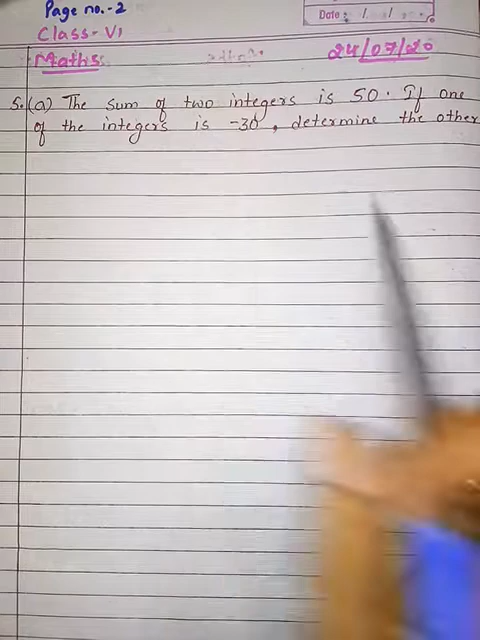 Page no.-2
Date : / /
Class-VI
Maths
24/07/20
5.(a) The sum of two integers is 50. If one
of the integers is -30, determine the other